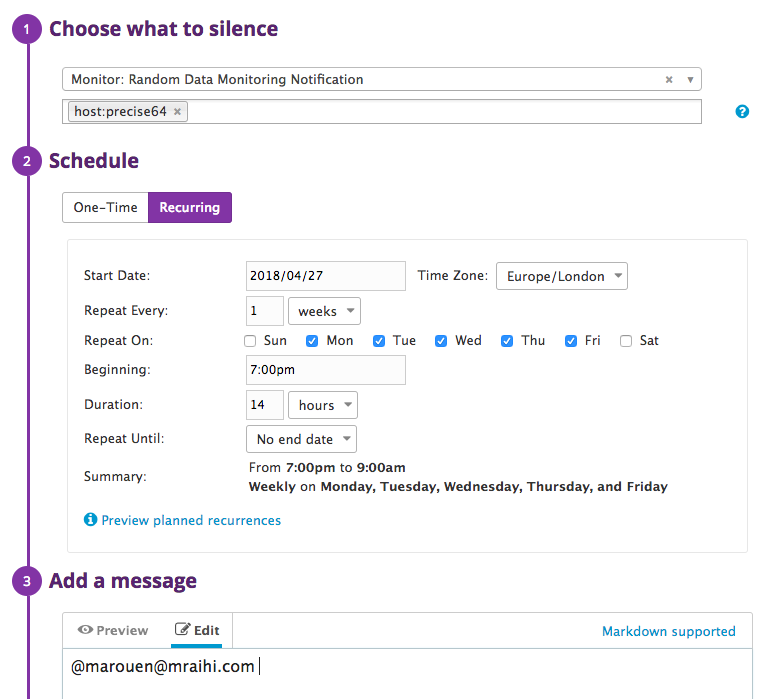 1 Choose what to silence
Monitor: Random Data Monitoring Notification × ▼
host:precise64 × ?
2 Schedule
One-Time Recurring
Start Date: 2018/04/27 Time Zone: Europe/London
Repeat Every: 1 weeks
Repeat On: Sun Mon Tue Wed Thu Fri Sat
Beginning: 7:00pm
Duration: 14 hours
Repeat Until: No end date
Summary: From 7:00pm to 9:00am
Weekly on Monday, Tuesday, Wednesday, Thursday, and Friday
Preview planned recurrences
3 Add a message
Preview Edit Markdown supported
@marouen@mraihi.com